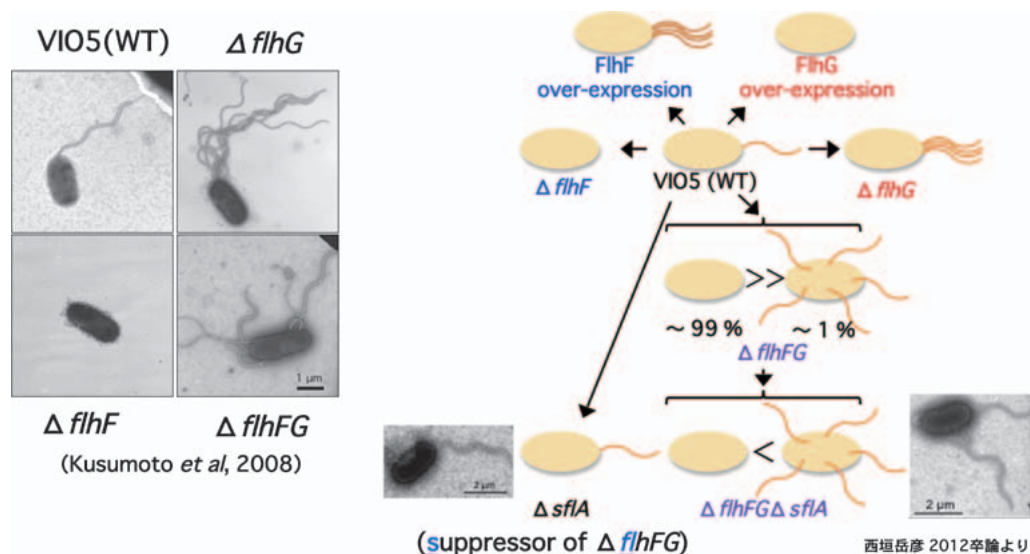 VIO5(WT)
Δ flhG
1 μm
Δ flhF
Δ flhFG
(Kusumoto et al, 2008)
FlhF
over-expression
FlhG
over-expression
Δ flhF
VIO5 (WT)
Δ flhG
>>
~ 99 %
~ 1 %
Δ flhFG
<
2 μm
Δ sflA
Δ flhFGΔ sflA
2 μm
(suppressor of Δ flhFG)
西垣岳彦 2012卒論より